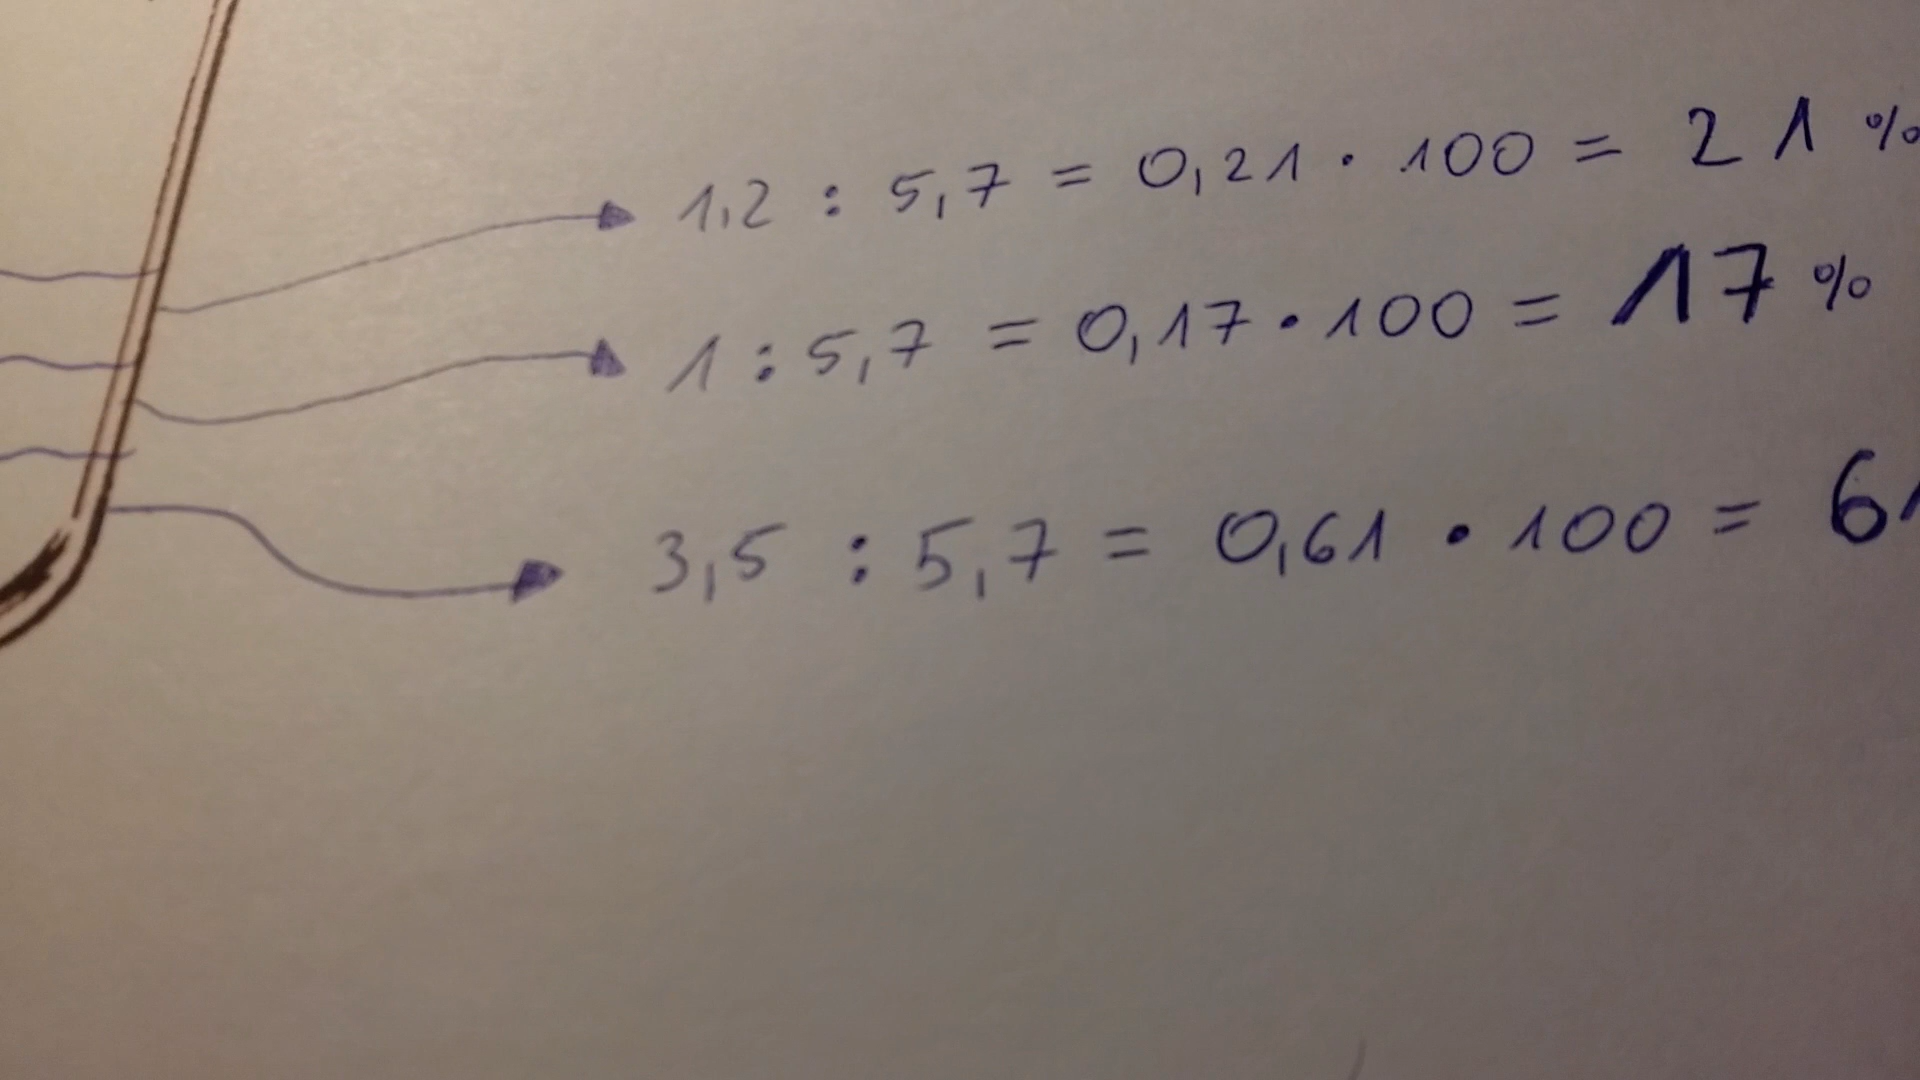 1,2 : 5,7 = 0,21 · 100 = 21 %
1 : 5,7 = 0,17 · 100 = 17 %
3,5 : 5,7 = 0,61 · 100 = 61